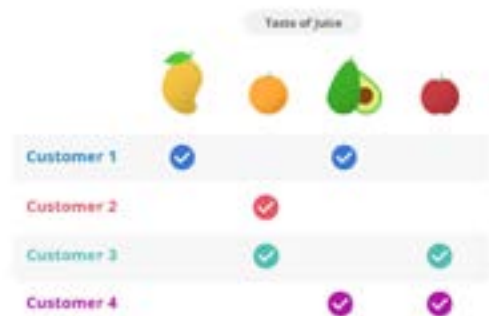 Taste of Juice
Customer 1
Customer 2
Customer 3
Customer 4